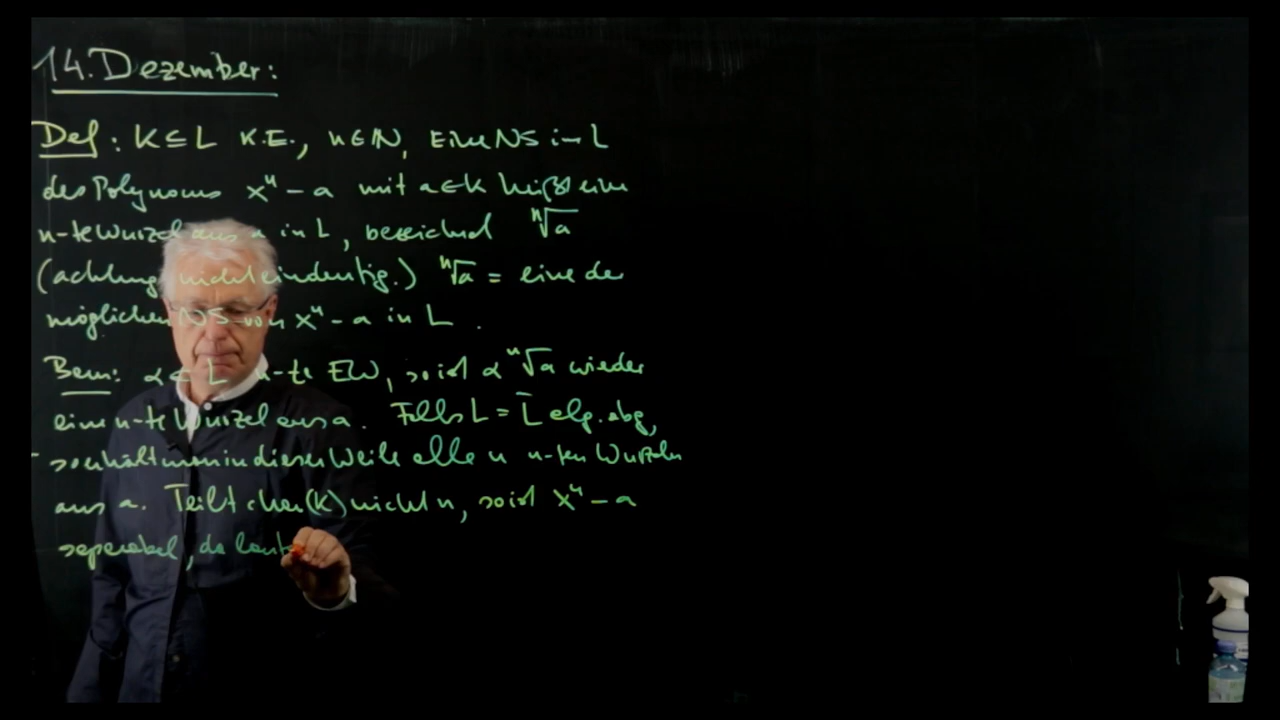 14. Dezember:
Def: K ⊆ L K.E., n ∈ ℕ, Eine NS in L
des Polynoms xⁿ - a mit a ∈ K heißt eine
n-te Wurzel aus a in L, bezeichnet ⁿ√a
(achtung nicht eindeutig.) ⁿ√a = eine der
möglichen NS von xⁿ - a in L.
Bem: α ∈ L n-te EW, so ist α ⁿ√a wieder
eine n-te Wurzel aus a. Falls L = L̄ alg. abg,
so erhält man in dieser Weise alle n n-ten Wurzeln
aus a. Teilt char(K) nicht n, so ist xⁿ - a
separabel, da